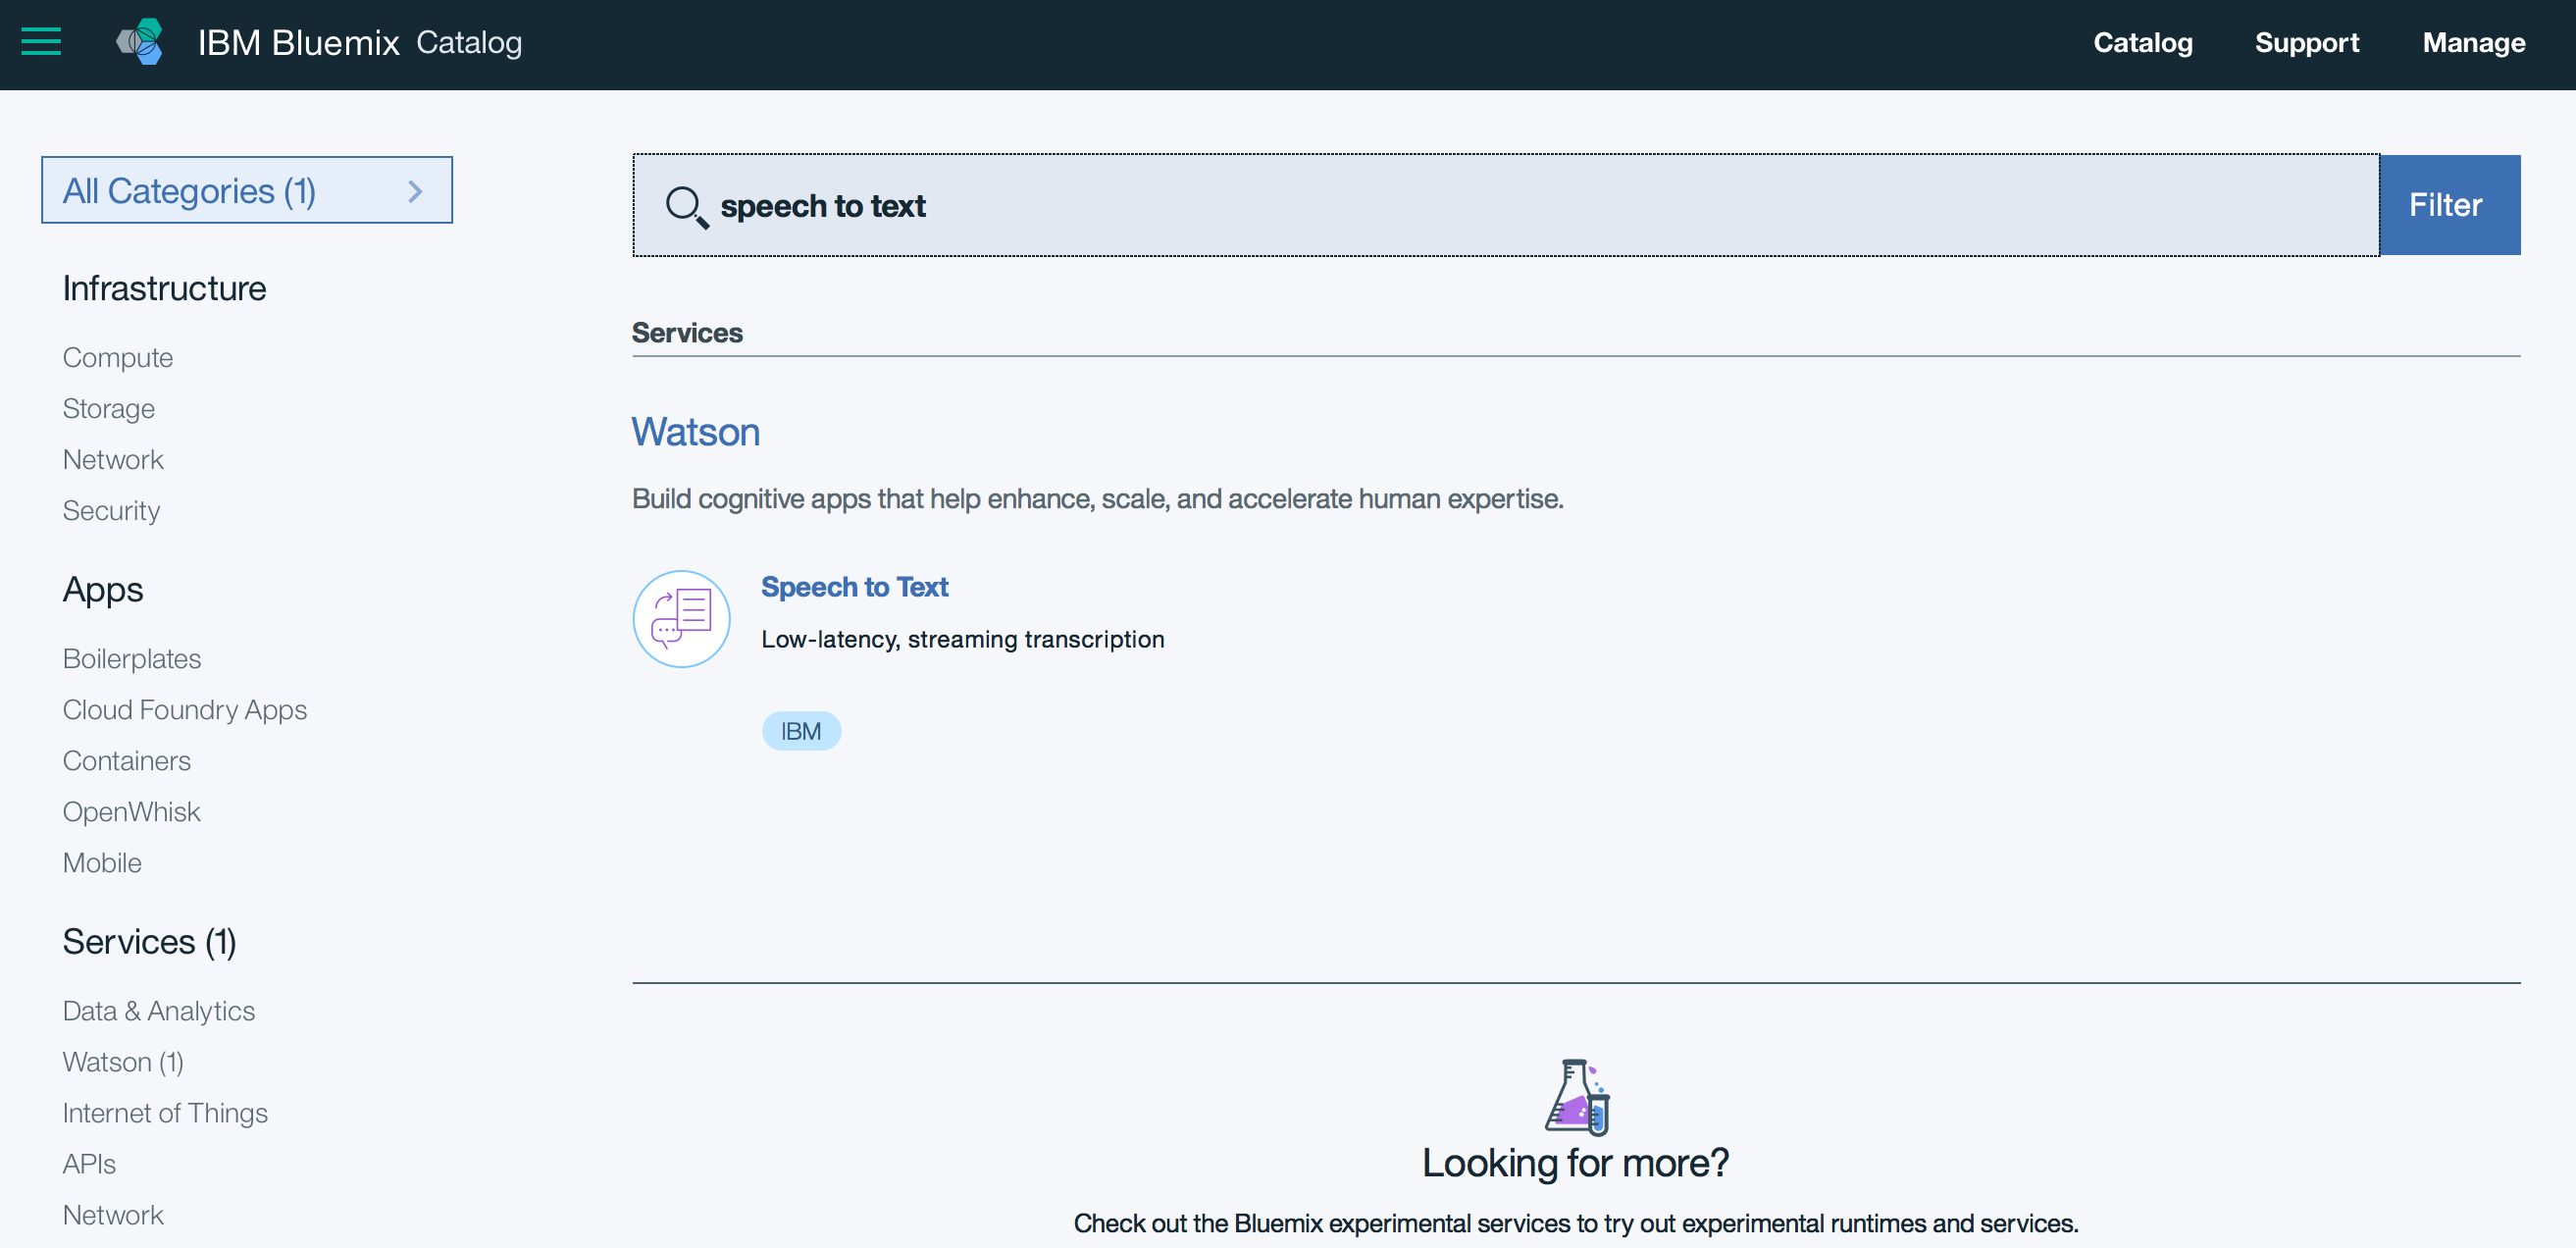 IBM Bluemix Catalog
Catalog Support Manage
All Categories (1)
Infrastructure
Compute
Storage
Network
Security
Apps
Boilerplates
Cloud Foundry Apps
Containers
OpenWhisk
Mobile
Services (1)
Data & Analytics
Watson (1)
Internet of Things
APIs
Network
speech to text
Filter
Services
Watson
Build cognitive apps that help enhance, scale, and accelerate human expertise.
Speech to Text
Low-latency, streaming transcription
IBM
Looking for more?
Check out the Bluemix experimental services to try out experimental runtimes and services.